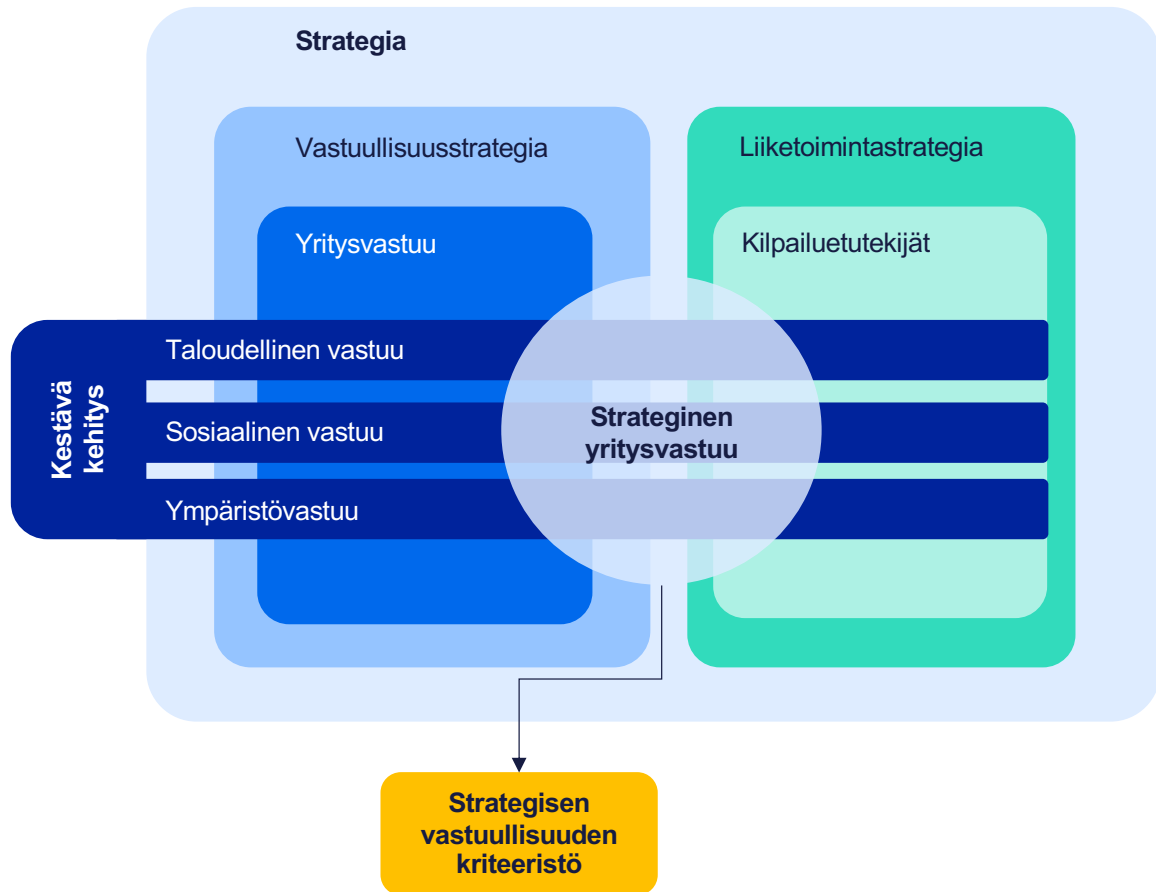 Strategia
Vastuullisuusstrategia
Liiketoimintastrategia
Yritysvastuu
Kilpailuetutekijät
Kestävä
kehitys
Taloudellinen vastuu
Sosiaalinen vastuu
Ympäristövastuu
Strateginen
yritysvastuu
Strategisen
vastuullisuuden
kriteeristö